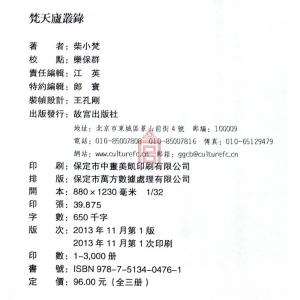 梵天廬叢錄
著　　者：柴小梵
校　　點：欒保群
責任編輯：江　英
特約編輯：郎　寰
裝幀設計：王孔剛
出版發行：故宮出版社
地址：北京市東城區景山前街4號　郵編：100009
電話：010-85007808　010-85007816　傳真：010-65129479
網址：www.culturefc.cn　郵箱：ggcb@culturefc.cn
印　　刷：保定市中畫美凱印刷有限公司
排　　版：保定市萬方數據處理有限公司
開　　本：880×1230毫米　1/32
印　　張：39.875
字　　數：650千字
版　　次：2013年11月第1版
2013年11月第1次印刷
印　　數：1-3,000册
書　　號：ISBN 978-7-5134-0476-1
定　　價：96.00元（全三册）